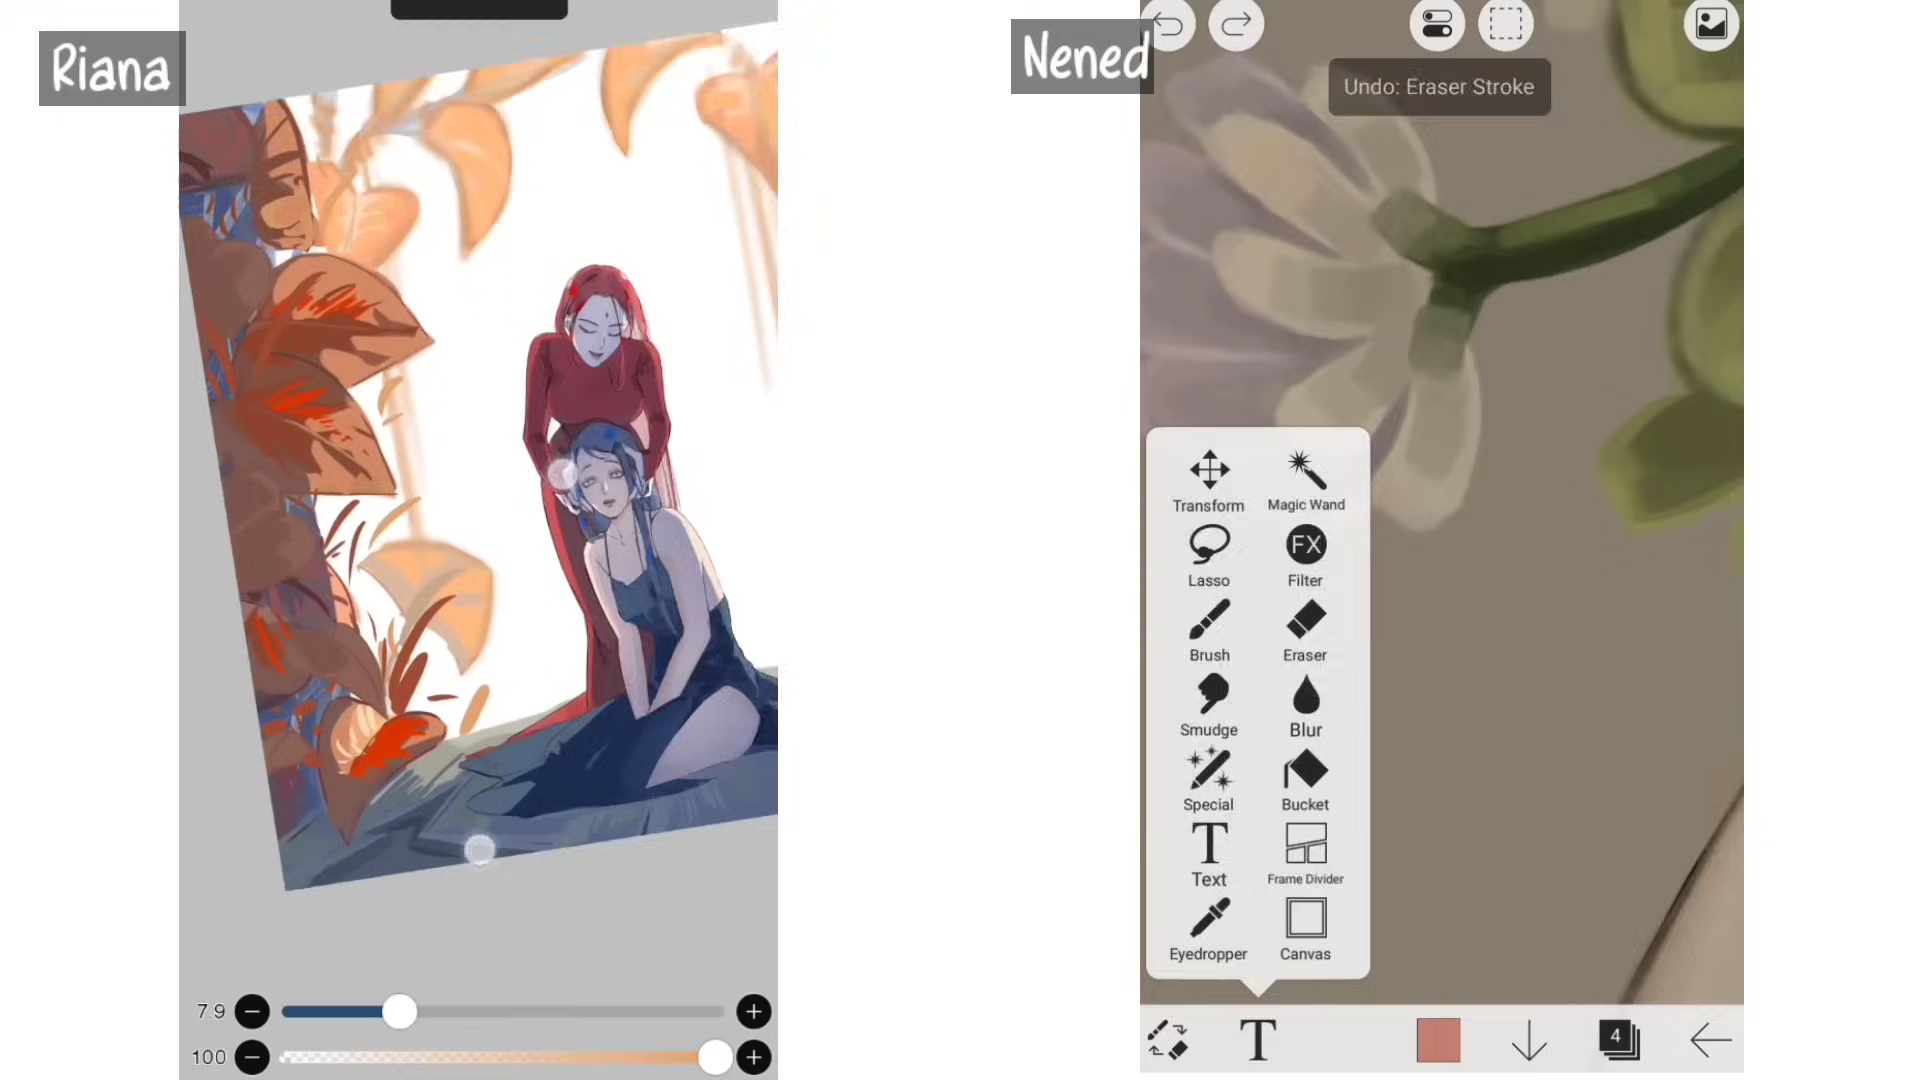 Riana
Nened
Undo: Eraser Stroke
Transform
Magic Wand
Lasso
FX
Filter
Brush
Eraser
Smudge
Blur
Special
Bucket
T
Text
Frame Divider
Eyedropper
Canvas
7.9
100
T
4